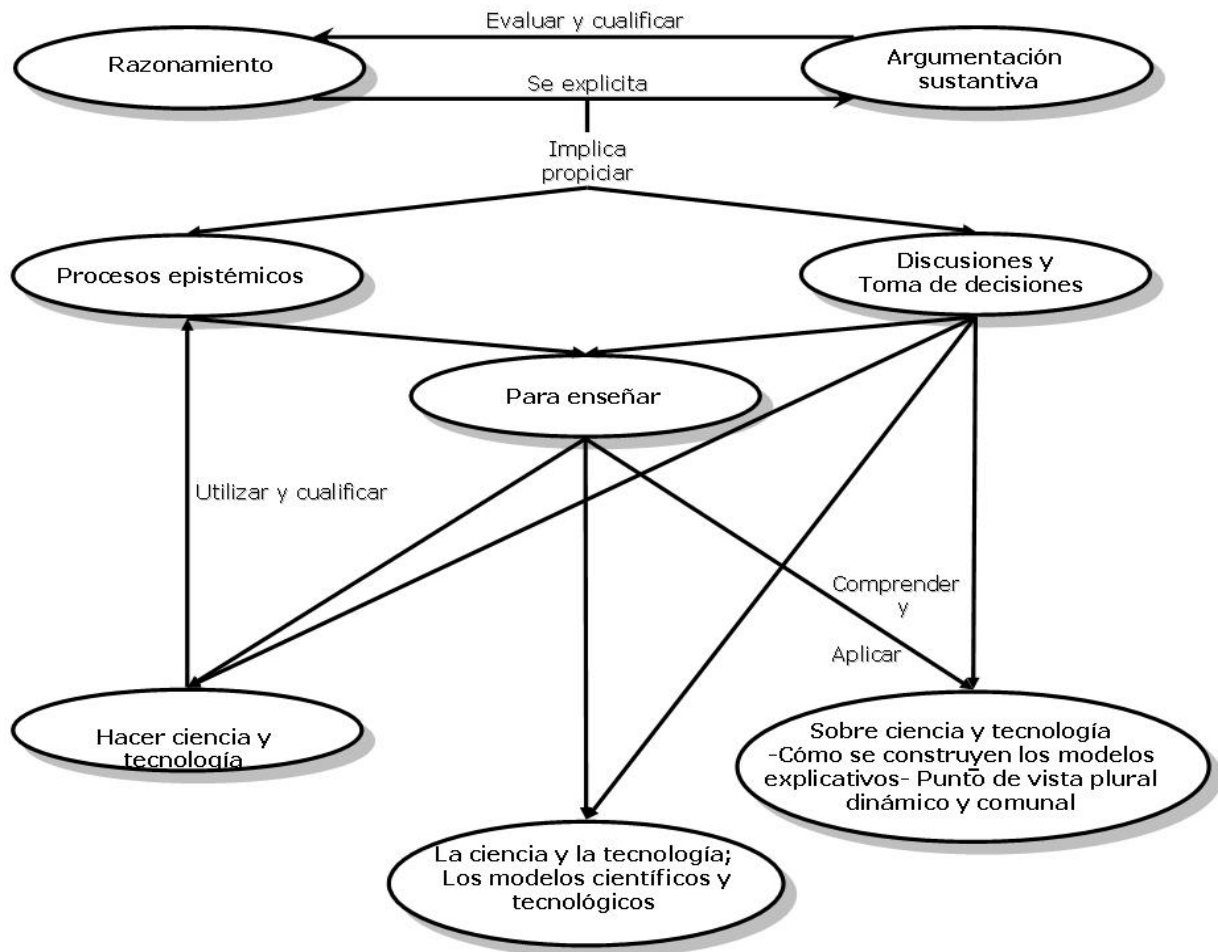 Evaluar y cualificar
Razonamiento
Argumentación
sustantiva
Se explicita
Implica
propiciar
Procesos epistémicos
Discusiones y
Toma de decisiones
Para enseñar
Utilizar y cualificar
Comprender
y
Aplicar
Hacer ciencia y
tecnología
Sobre ciencia y tecnología
-Cómo se construyen los modelos
explicativos- Punto de vista plural
dinámico y comunal
La ciencia y la tecnología;
Los modelos científicos y
tecnológicos